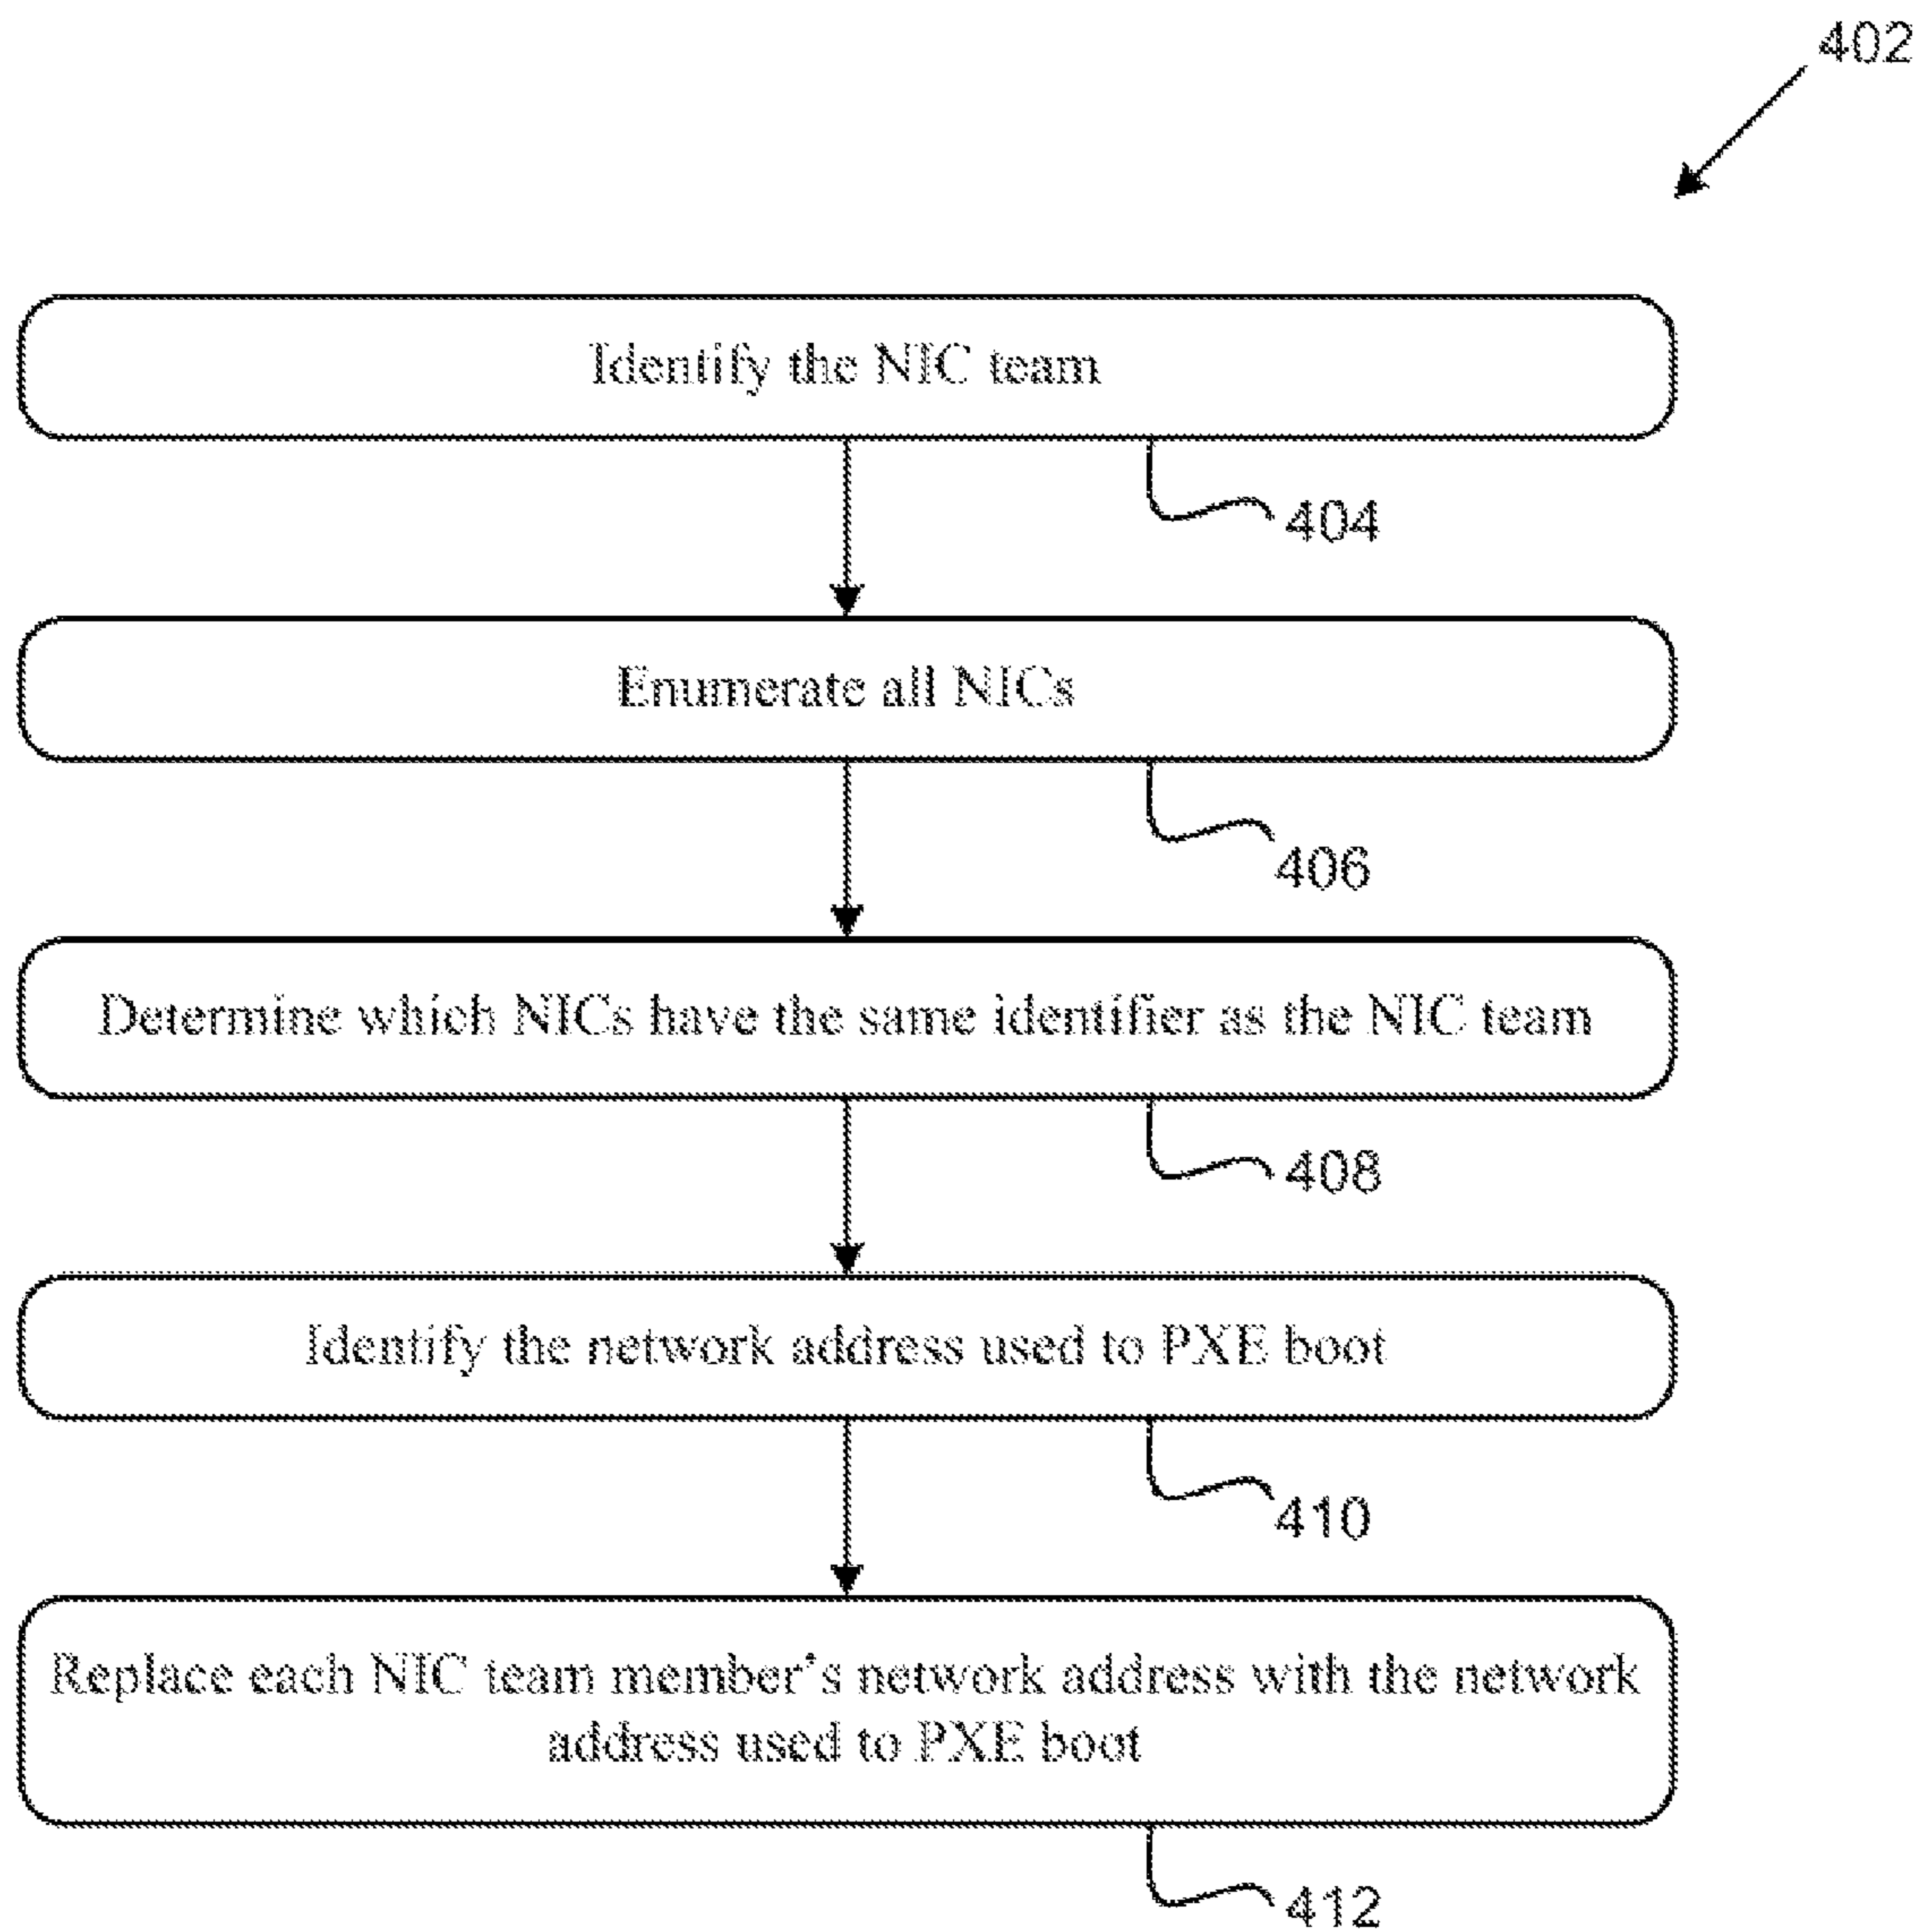 402
Identify the NIC team
404
Enumerate all NICs
406
Determine which NICs have the same identifier as the NIC team
408
Identify the network address used to PXE boot
410
Replace each NIC team member's network address with the network
address used to PXE boot
412